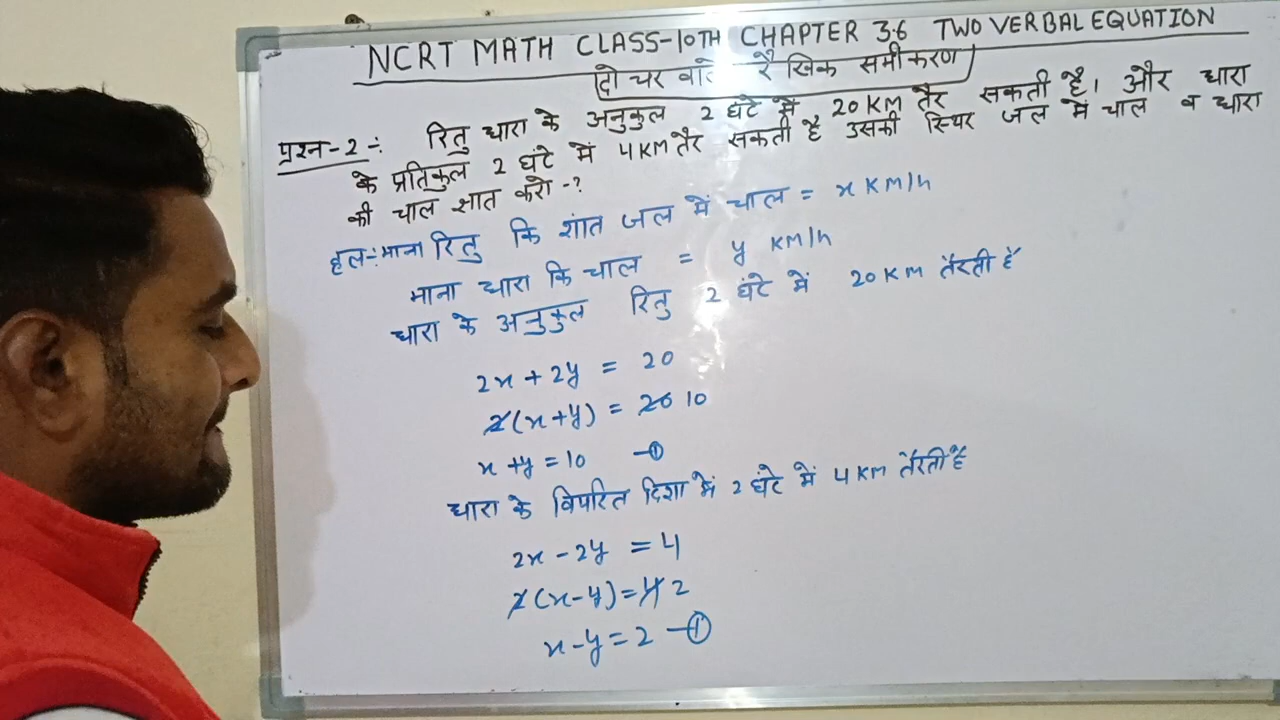 NCRT MATH CLASS-10TH CHAPTER 3.6 TWO VERBAL EQUATION
दो चर वाले रैखिक समीकरण
प्रश्न-2 -: रितु धारा के अनुकुल 2 घंटे में 20 KM तैर सकती है। और धारा
के प्रतिकुल 2 घंटे में 4 KM तैर सकती है उसकी स्थिर जल में चाल व धारा
की चाल ज्ञात करो -?
हल-: माना रितु कि शांत जल में चाल = x KM/h
माना धारा कि चाल = y KM/h
धारा के अनुकुल रितु 2 घंटे में 20 KM तैरती है
2x + 2y = 20
2(x+y) = 20 10
x+y = 10 -①
धारा के विपरित दिशा में 2 घंटे में 4 KM तैरती है
2x - 2y = 4
2(x-y) = 4 2
x-y = 2 -①